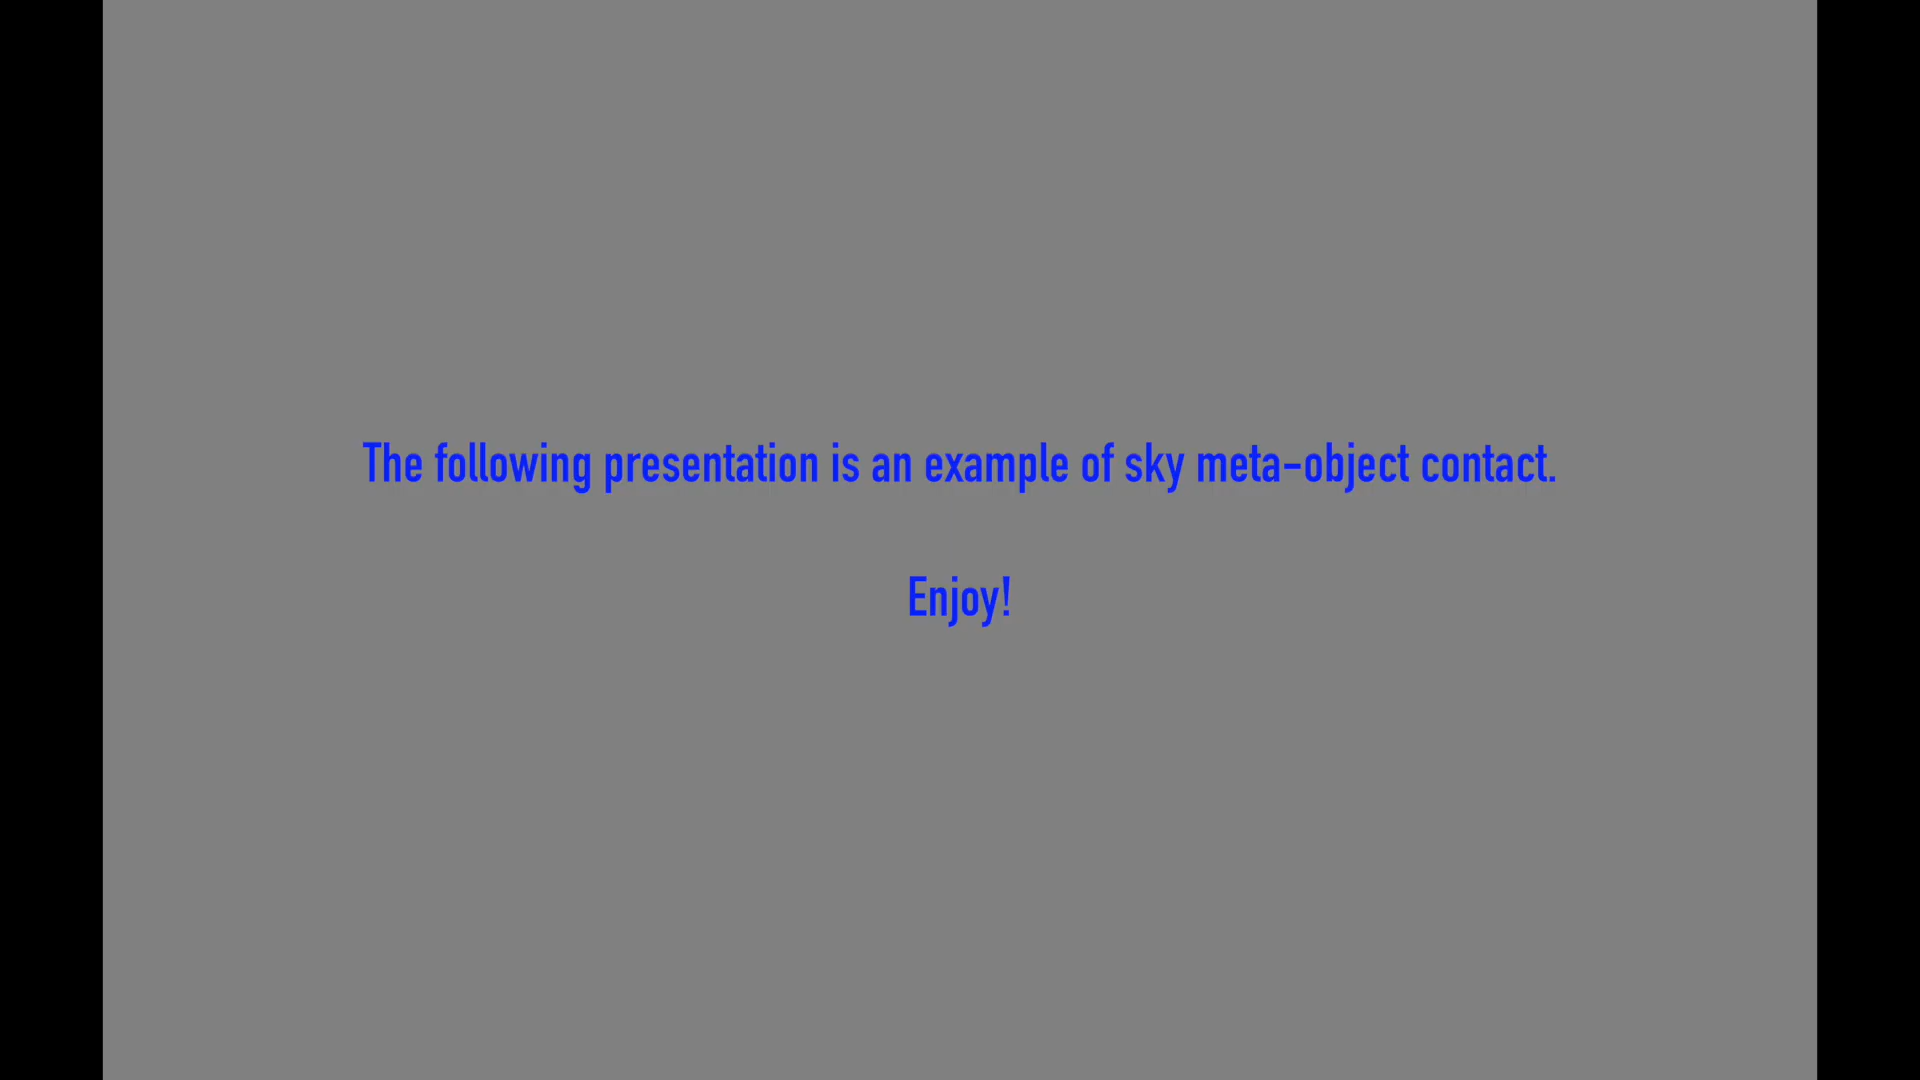 The following presentation is an example of sky meta-object contact.
Enjoy!